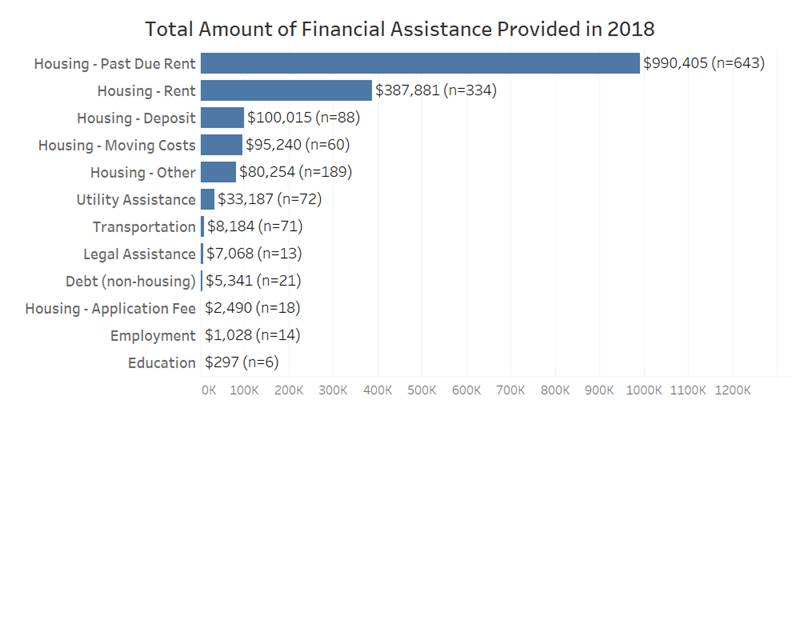 Total Amount of Financial Assistance Provided in 2018
Housing - Past Due Rent $990,405 (n=643)
Housing - Rent $387,881 (n=334)
Housing - Deposit $100,015 (n=88)
Housing - Moving Costs $95,240 (n=60)
Housing - Other $80,254 (n=189)
Utility Assistance $33,187 (n=72)
Transportation $8,184 (n=71)
Legal Assistance $7,068 (n=13)
Debt (non-housing) $5,341 (n=21)
Housing - Application Fee $2,490 (n=18)
Employment $1,028 (n=14)
Education $297 (n=6)
0K 100K 200K 300K 400K 500K 600K 700K 800K 900K 1000K 1100K 1200K